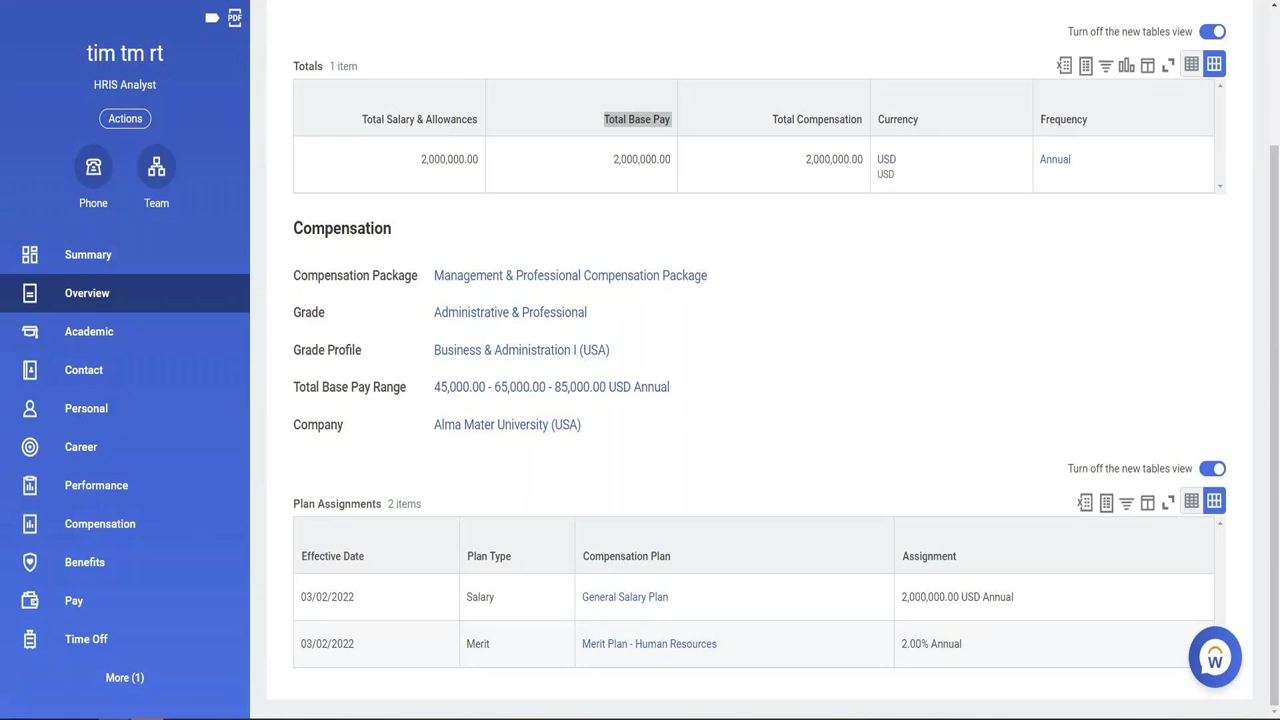 PDF
tim tm rt
HRIS Analyst
Actions
Phone Team
Summary
Overview
Academic
Contact
Personal
Career
Performance
Compensation
Benefits
Pay
Time Off
More (1)
Turn off the new tables view
Totals 1 item
Total Salary & Allowances Total Base Pay Total Compensation Currency Frequency
2,000,000.00 2,000,000.00 2,000,000.00 USD Annual
USD
Compensation
Compensation Package Management & Professional Compensation Package
Grade Administrative & Professional
Grade Profile Business & Administration I (USA)
Total Base Pay Range 45,000.00 - 65,000.00 - 85,000.00 USD Annual
Company Alma Mater University (USA)
Turn off the new tables view
Plan Assignments 2 items
Effective Date Plan Type Compensation Plan Assignment
03/02/2022 Salary General Salary Plan 2,000,000.00 USD Annual
03/02/2022 Merit Merit Plan - Human Resources 2.00% Annual
W